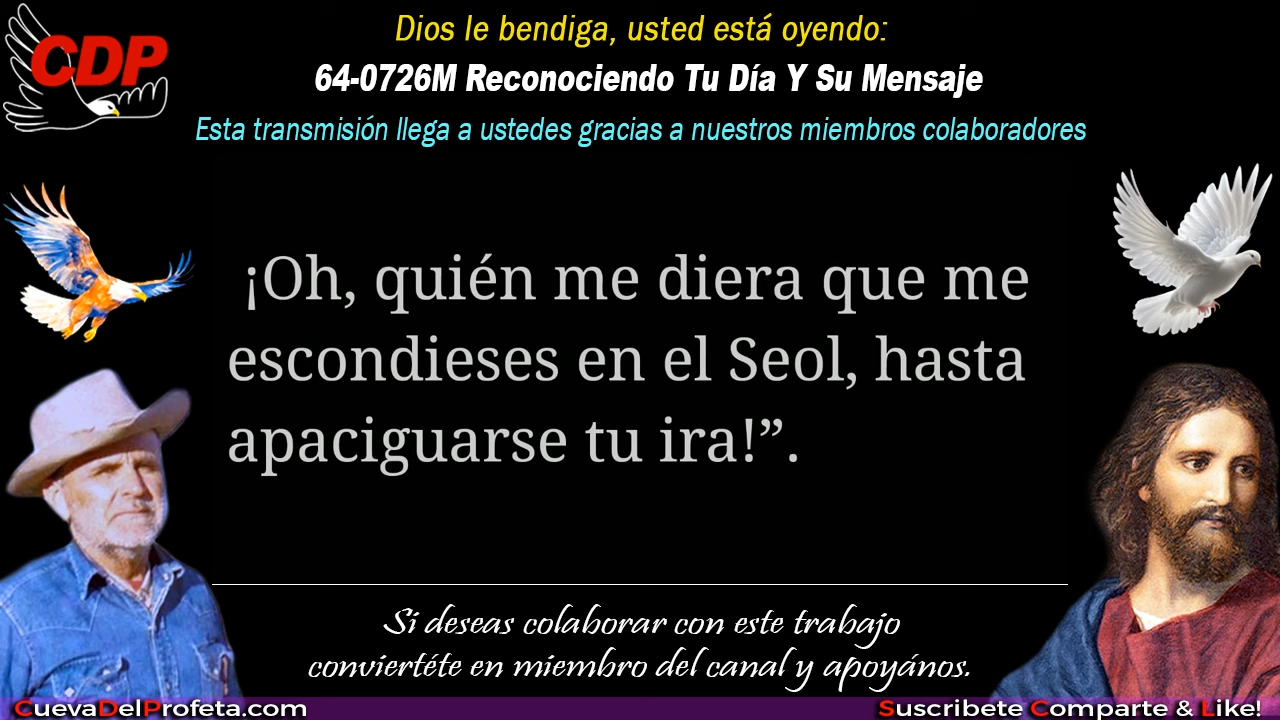 CDP
Dios le bendiga, usted está oyendo:
64-0726M Reconociendo Tu Día Y Su Mensaje
Esta transmisión llega a ustedes gracias a nuestros miembros colaboradores
¡Oh, quién me diera que me
escondieses en el Seol, hasta
apaciguarse tu ira!”.
Si deseas colaborar con este trabajo
conviertéte en miembro del canal y apoyános.
CuevaDelProfeta.com
Suscribete Comparte & Like!